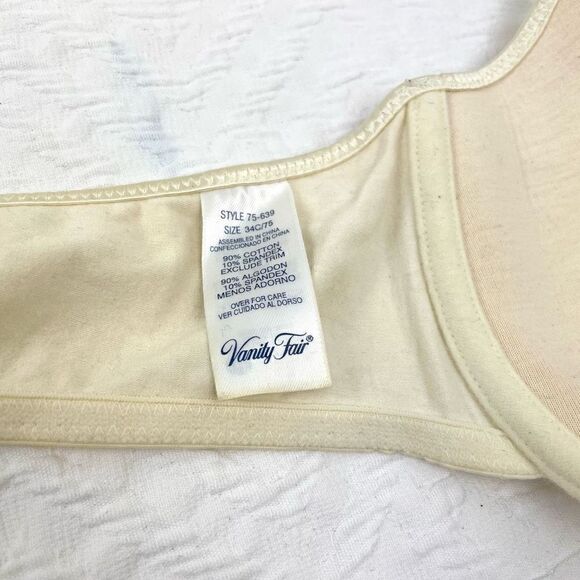 STYLE 75-639
SIZE 34C/75
ASSEMBLED IN CHINA
CONFECCIONADO EN CHINA
90% COTTON
10% SPANDEX
EXCLUDE TRIM
90% ALGODON
10% SPANDEX
MENOS ADORNO
OVER FOR CARE
VER CUIDADO AL DORSO
Vanity Fair®